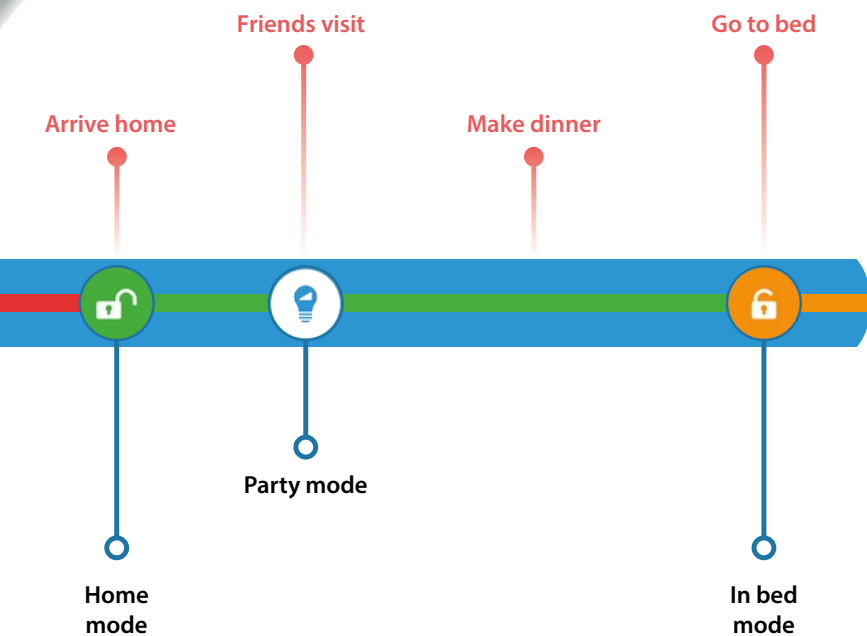 Friends visit
Go to bed
Arrive home
Make dinner
Party mode
Home
mode
In bed
mode